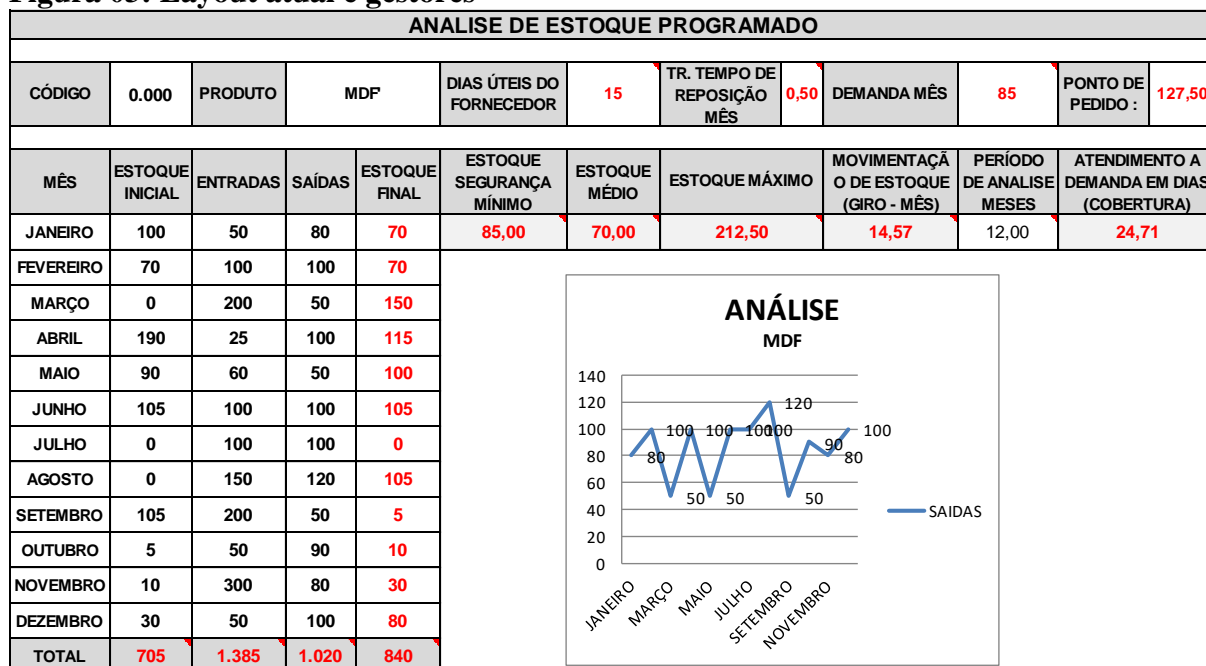 Figura 03: Layout atual e gestores
ANALISE DE ESTOQUE PROGRAMADO
CÓDIGO 0.000 PRODUTO MDF DIAS ÚTEIS DO FORNECEDOR 15 TR. TEMPO DE REPOSIÇÃO MÊS 0,50 DEMANDA MÊS 85 PONTO DE PEDIDO : 127,50
MÊS ESTOQUE INICIAL ENTRADAS SAÍDAS ESTOQUE FINAL ESTOQUE SEGURANÇA MÍNIMO ESTOQUE MÉDIO ESTOQUE MÁXIMO MOVIMENTAÇÃ O DE ESTOQUE (GIRO - MÊS) PERÍODO DE ANALISE MESES ATENDIMENTO A DEMANDA EM DIAS (COBERTURA)
JANEIRO 100 50 80 70 85,00 70,00 212,50 14,57 12,00 24,71
FEVEREIRO 70 100 100 70
MARÇO 0 200 50 150
ABRIL 190 25 100 115
MAIO 90 60 50 100
JUNHO 105 100 100 105
JULHO 0 100 100 0
AGOSTO 0 150 120 105
SETEMBRO 105 200 50 5
OUTUBRO 5 50 90 10
NOVEMBRO 10 300 80 30
DEZEMBRO 30 50 100 80
TOTAL 705 1.385 1.020 840
ANÁLISE
MDF
140
120
100
80
60
40
20
0
80 100 50 100 50 100 100 120 50 90 80 100
JANEIRO MARÇO MAIO JULHO SETEMBRO NOVEMBRO
SAIDAS